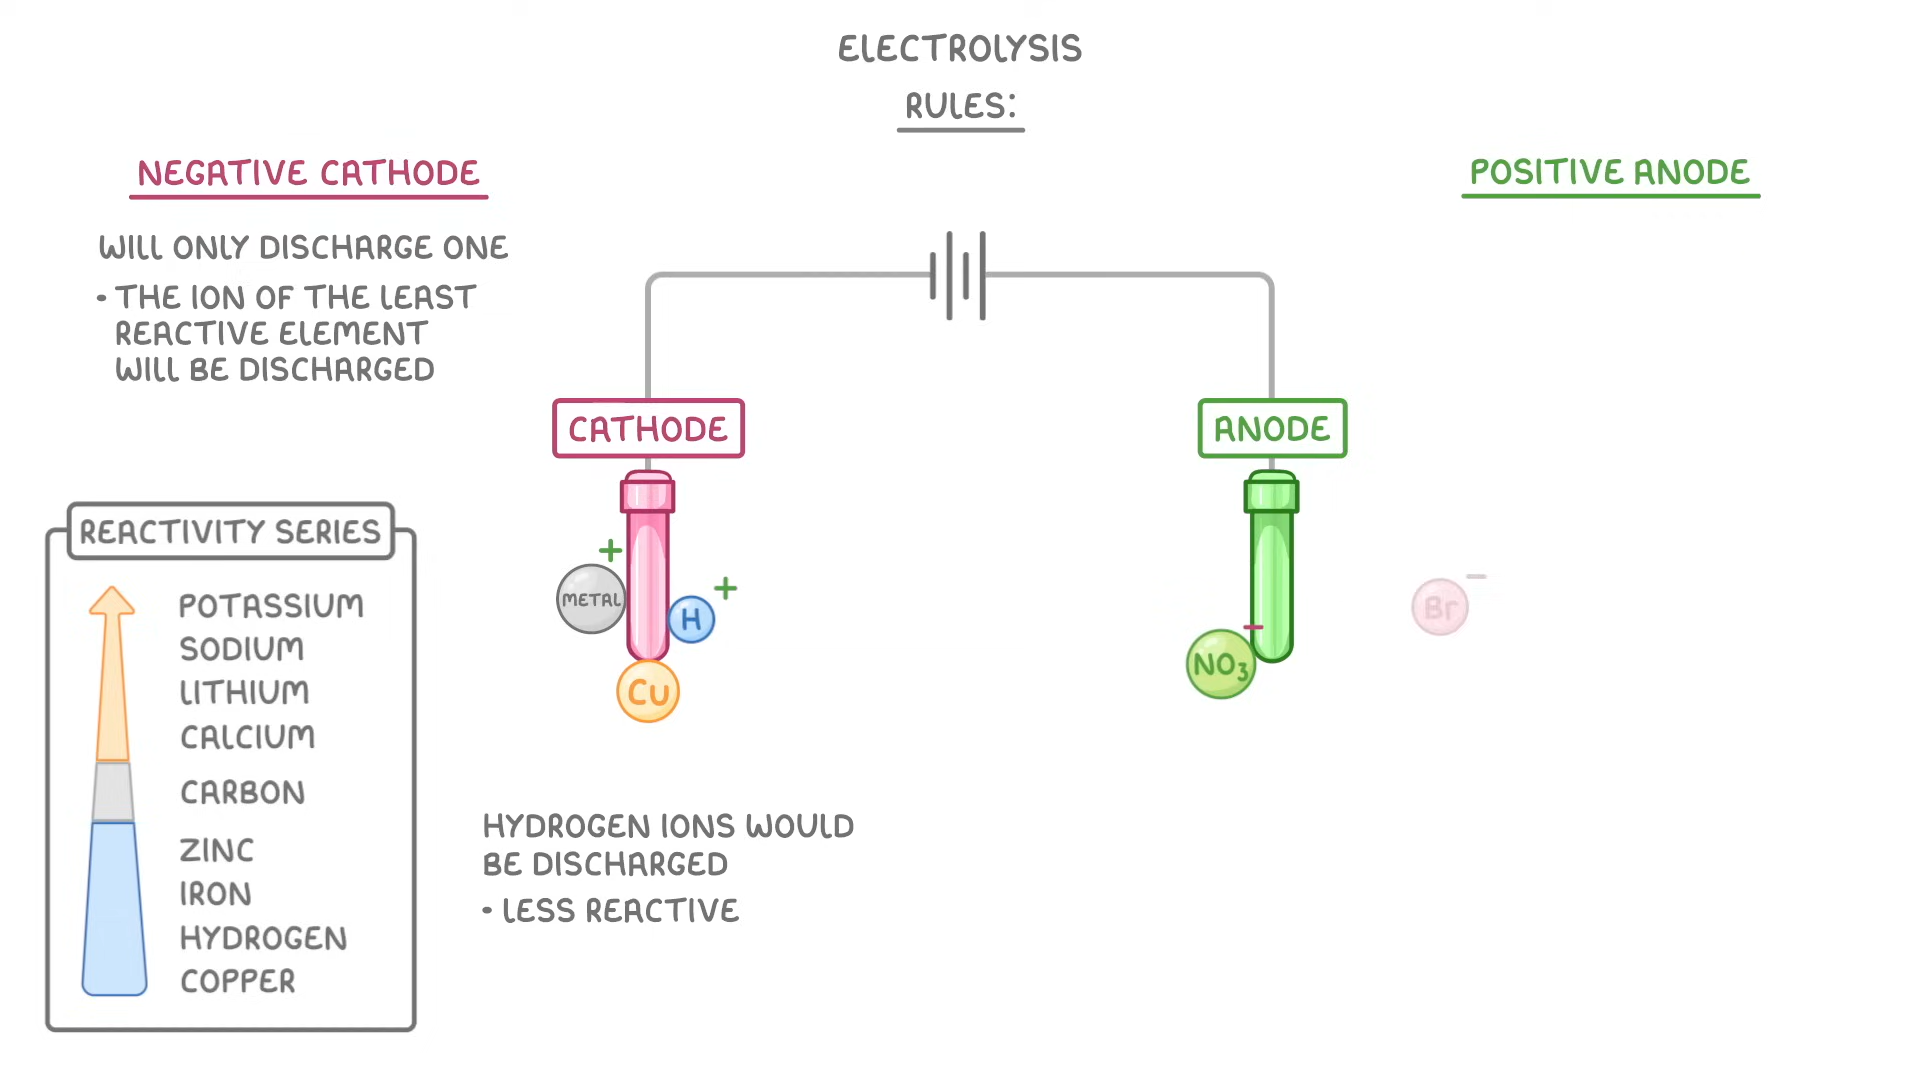 ELECTROLYSIS
RULES:
NEGATIVE CATHODE
POSITIVE ANODE
WILL ONLY DISCHARGE ONE
• THE ION OF THE LEAST
REACTIVE ELEMENT
WILL BE DISCHARGED
CATHODE
ANODE
REACTIVITY SERIES
POTASSIUM
SODIUM
LITHIUM
CALCIUM
CARBON
ZINC
IRON
HYDROGEN
COPPER
+
METAL
+
H
Cu
−
NO₃
−
Br
HYDROGEN IONS WOULD
BE DISCHARGED
• LESS REACTIVE